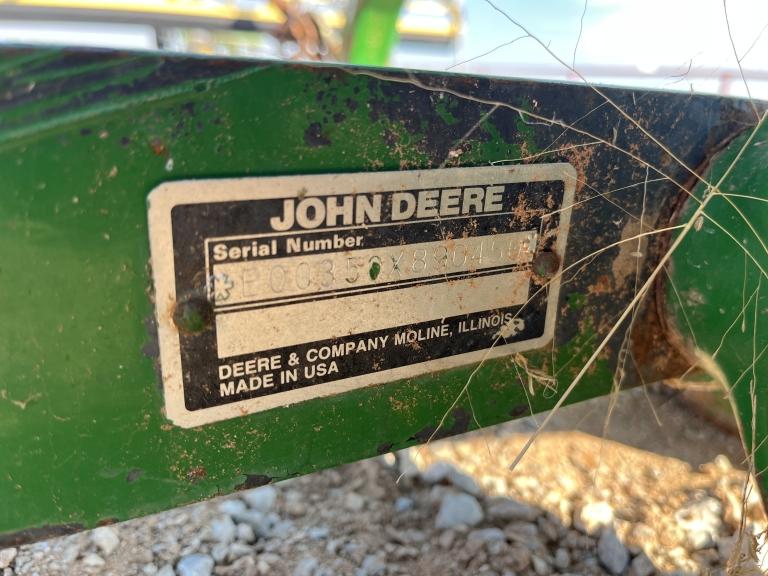 JOHN DEERE
Serial Number
DEERE & COMPANY MOLINE, ILLINOIS
MADE IN USA